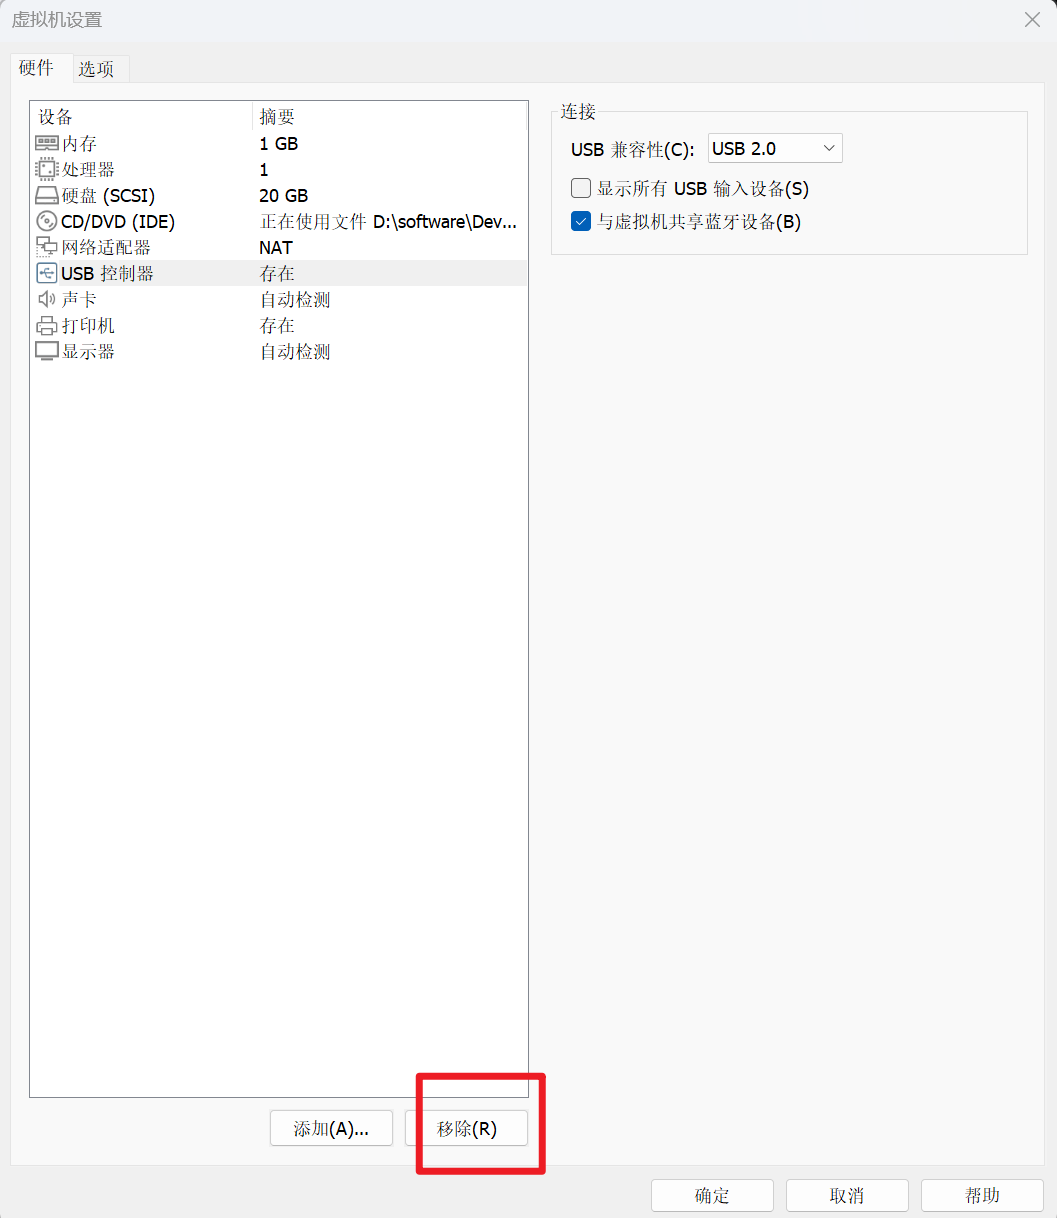 虚拟机设置
硬件 选项
设备 摘要
内存 1 GB
处理器 1
硬盘 (SCSI) 20 GB
CD/DVD (IDE) 正在使用文件 D:\software\Dev...
网络适配器 NAT
USB 控制器 存在
声卡 自动检测
打印机 存在
显示器 自动检测
连接
USB 兼容性(C): USB 2.0
显示所有 USB 输入设备(S)
与虚拟机共享蓝牙设备(B)
添加(A)... 移除(R)
确定 取消 帮助